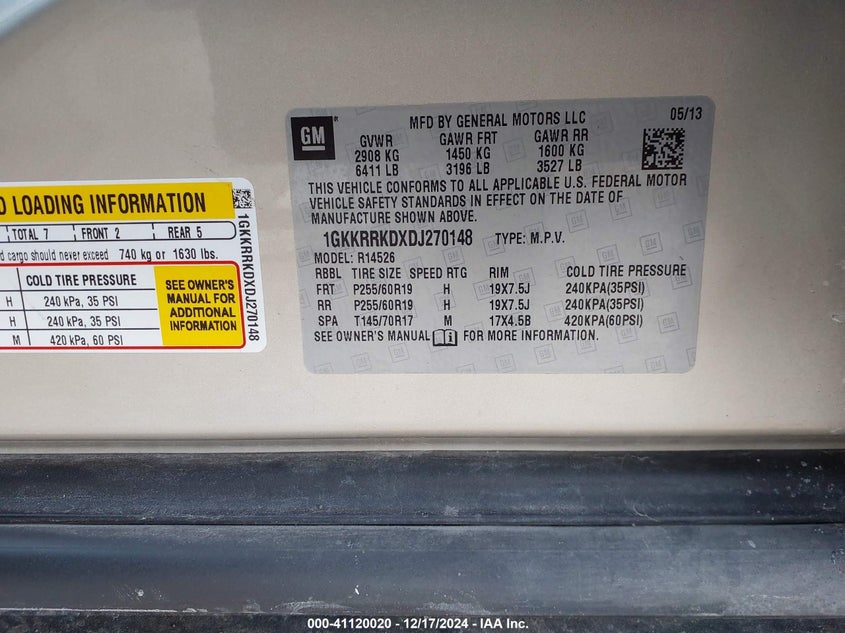 GM
MFD BY GENERAL MOTORS LLC 05/13
GVWR GAWR FRT GAWR RR
2908 KG 1450 KG 1600 KG
6411 LB 3196 LB 3527 LB
THIS VEHICLE CONFORMS TO ALL APPLICABLE U.S. FEDERAL MOTOR
VEHICLE SAFETY STANDARDS IN EFFECT ON THE DATE OF
MANUFACTURE SHOWN ABOVE.
1GKKRRKDXDJ270148 TYPE: M.P.V.
MODEL: R14526
RBBL TIRE SIZE SPEED RTG RIM COLD TIRE PRESSURE
FRT P255/60R19 H 19X7.5J 240KPA(35PSI)
RR P255/60R19 H 19X7.5J 240KPA(35PSI)
SPA T145/70R17 M 17X4.5B 420KPA(60PSI)
SEE OWNER'S MANUAL FOR MORE INFORMATION.
LOADING INFORMATION
TOTAL 7 FRONT 2 REAR 5
cargo should never exceed 740 kg or 1630 lbs.
COLD TIRE PRESSURE
H 240 kPa, 35 PSI
H 240 kPa, 35 PSI
M 420 kPa, 60 PSI
SEE OWNER'S
MANUAL FOR
ADDITIONAL
INFORMATION
1GKKRRKDXDJ270148
000-41120020 - 12/17/2024 - IAA Inc.